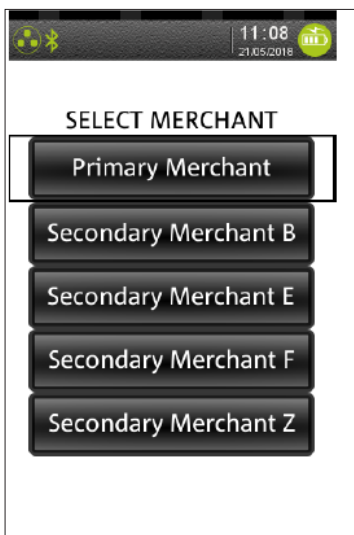 11:08
21/05/2018
SELECT MERCHANT
Primary Merchant
Secondary Merchant B
Secondary Merchant E
Secondary Merchant F
Secondary Merchant Z